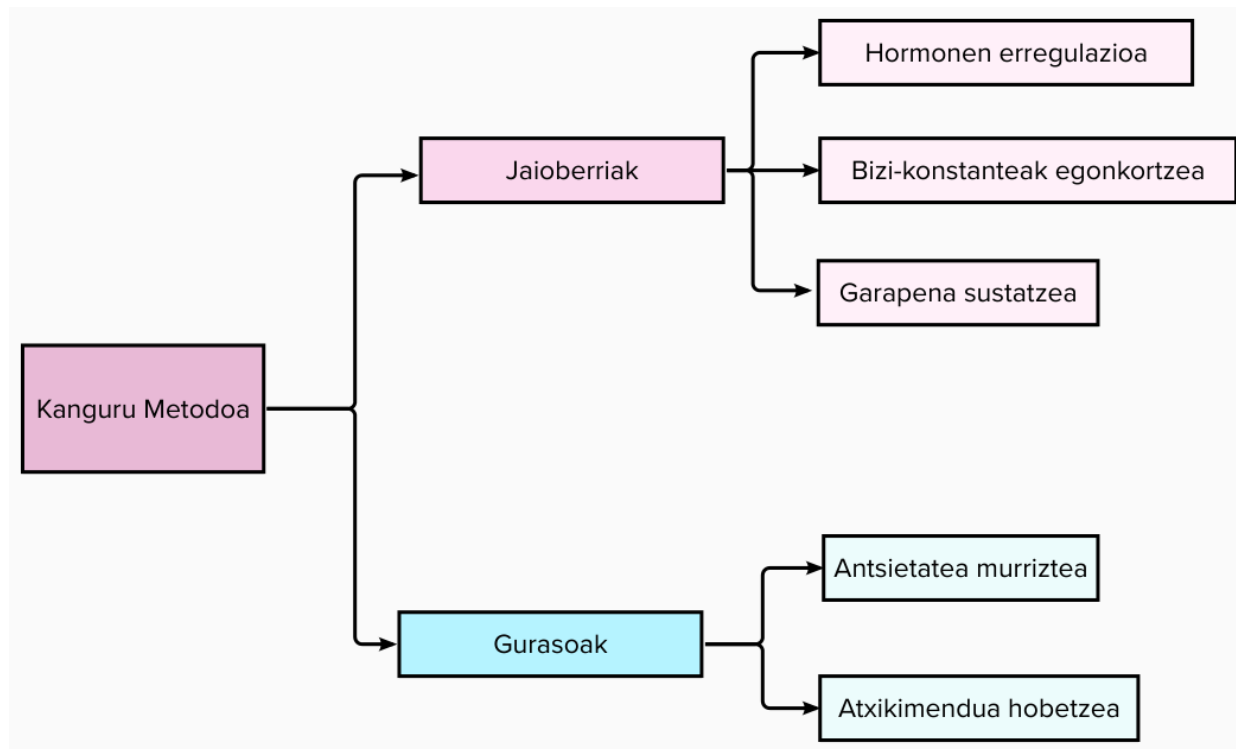 Kanguru Metodoa
Jaioberriak
Hormonen erregulazioa
Bizi-konstanteak egonkortzea
Garapena sustatzea
Gurasoak
Antsietatea murriztea
Atxikimendua hobetzea